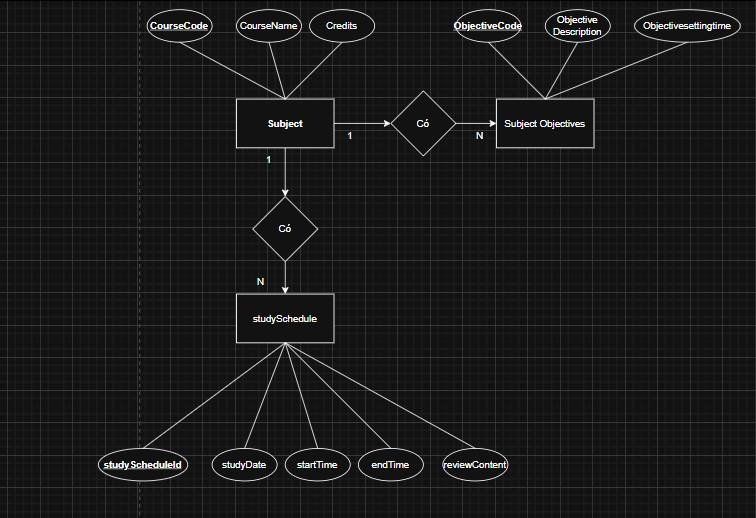 CourseCode
CourseName
Credits
ObjectiveCode
Objective
Description
Objectivesettingtime
Subject
1
Có
N
Subject Objectives
1
Có
N
studySchedule
studyScheduleId
studyDate
startTime
endTime
reviewContent